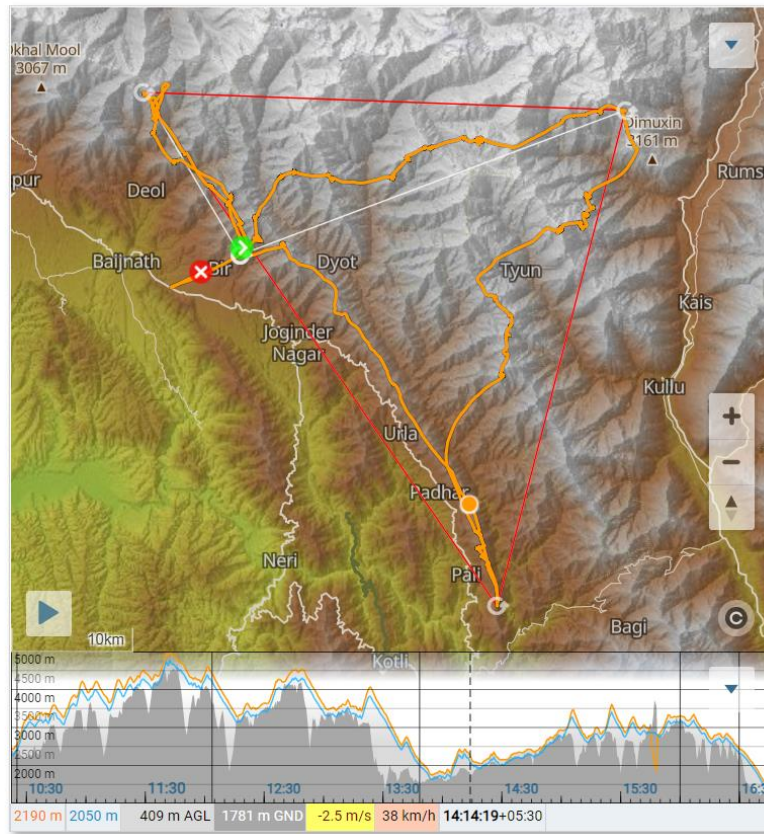 Okhal Mool
3067 m
Dimuxin
3161 m
Rums
pur
Deol
Baijnath
Bir
Dyot
Tyun
Kais
Joginder
Nagar
Kullu
Urla
Padhar
Neri
Pali
Bagi
10km
Kotli
5000 m
4500 m
4000 m
3500 m
3000 m
2500 m
2000 m
10:30 11:30 12:30 13:30 14:30 15:30 16:3
2190 m 2050 m 409 m AGL 1781 m GND -2.5 m/s 38 km/h 14:14:19+05:30